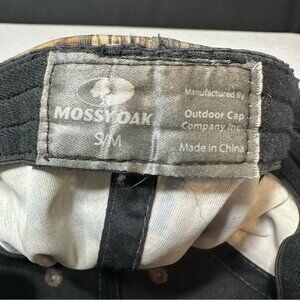 MOSSY OAK
S/M
Manufactured By
Outdoor Cap
Company Inc.
Made in China